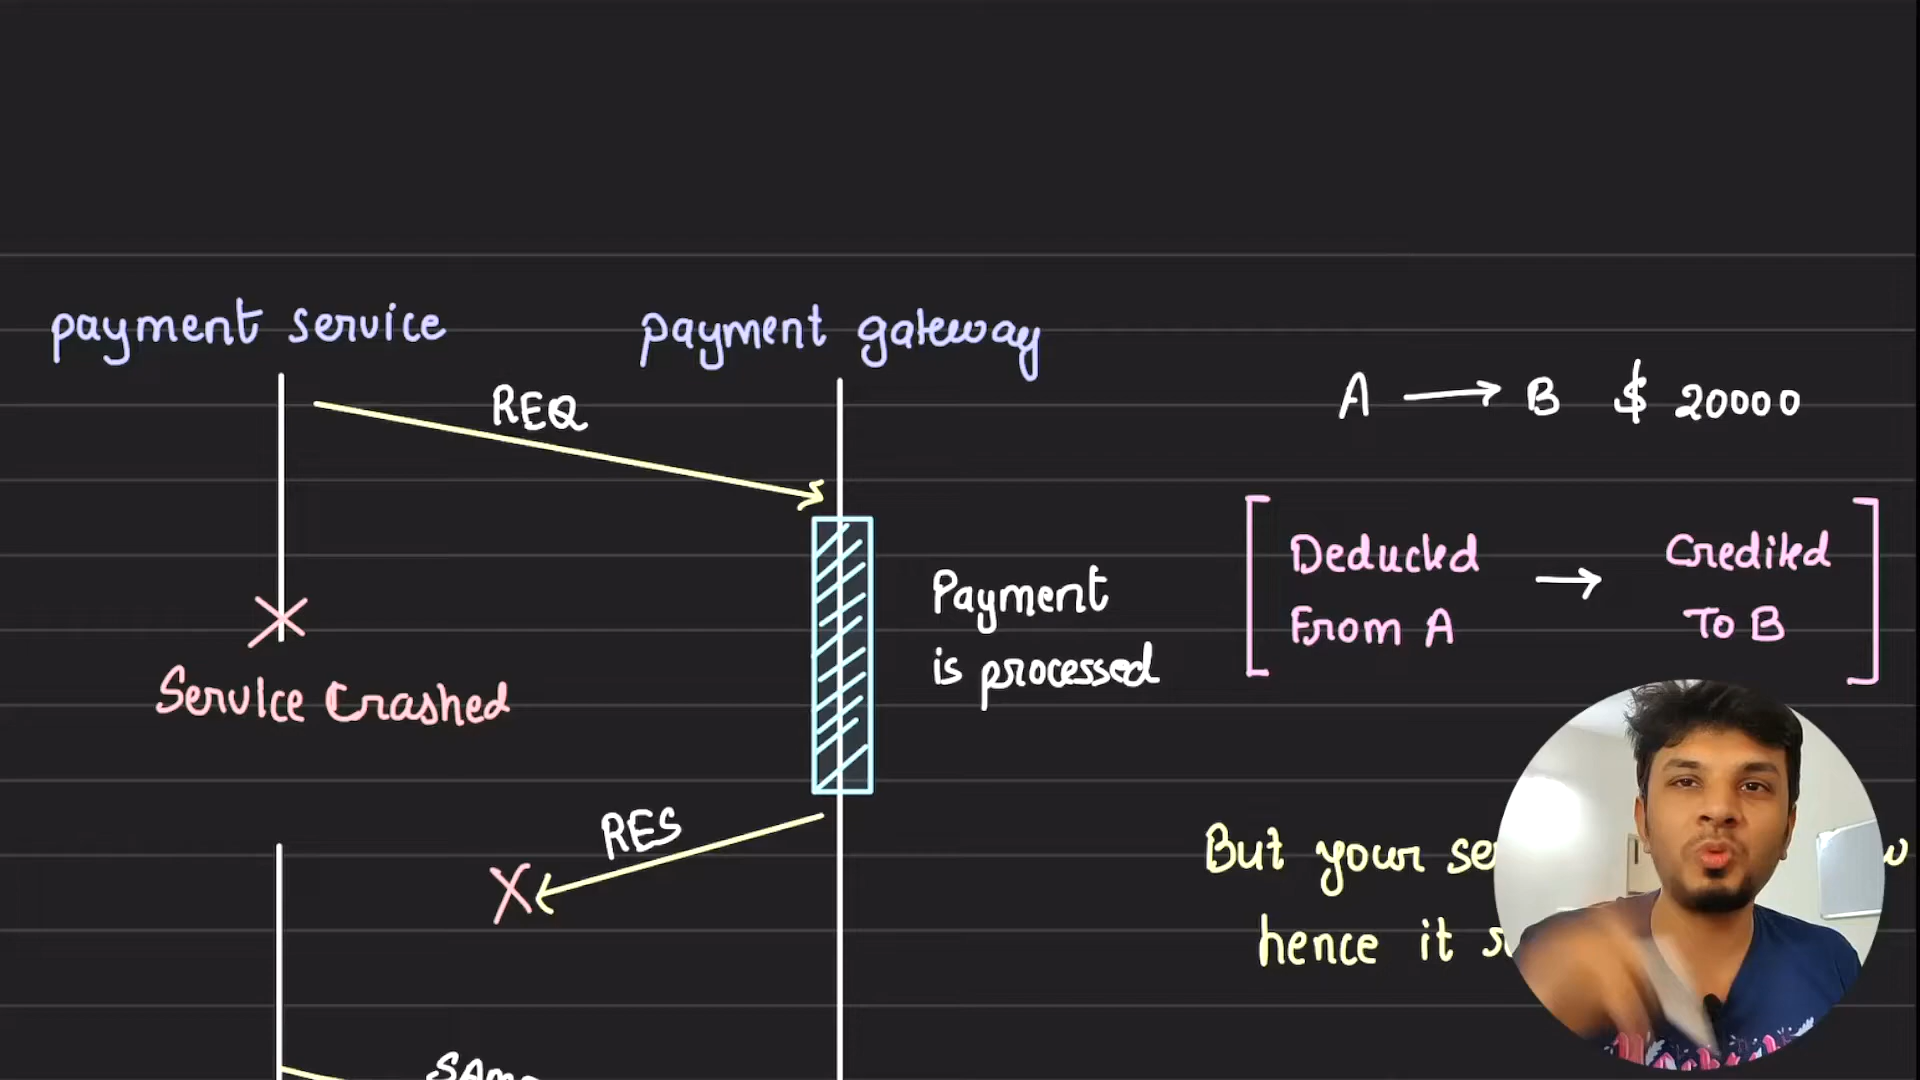 payment service
payment gateway
REQ
A → B $ 20000
Deducted → Credited
From A To B
Payment
is processed
Service Crashed
RES
But your
hence it